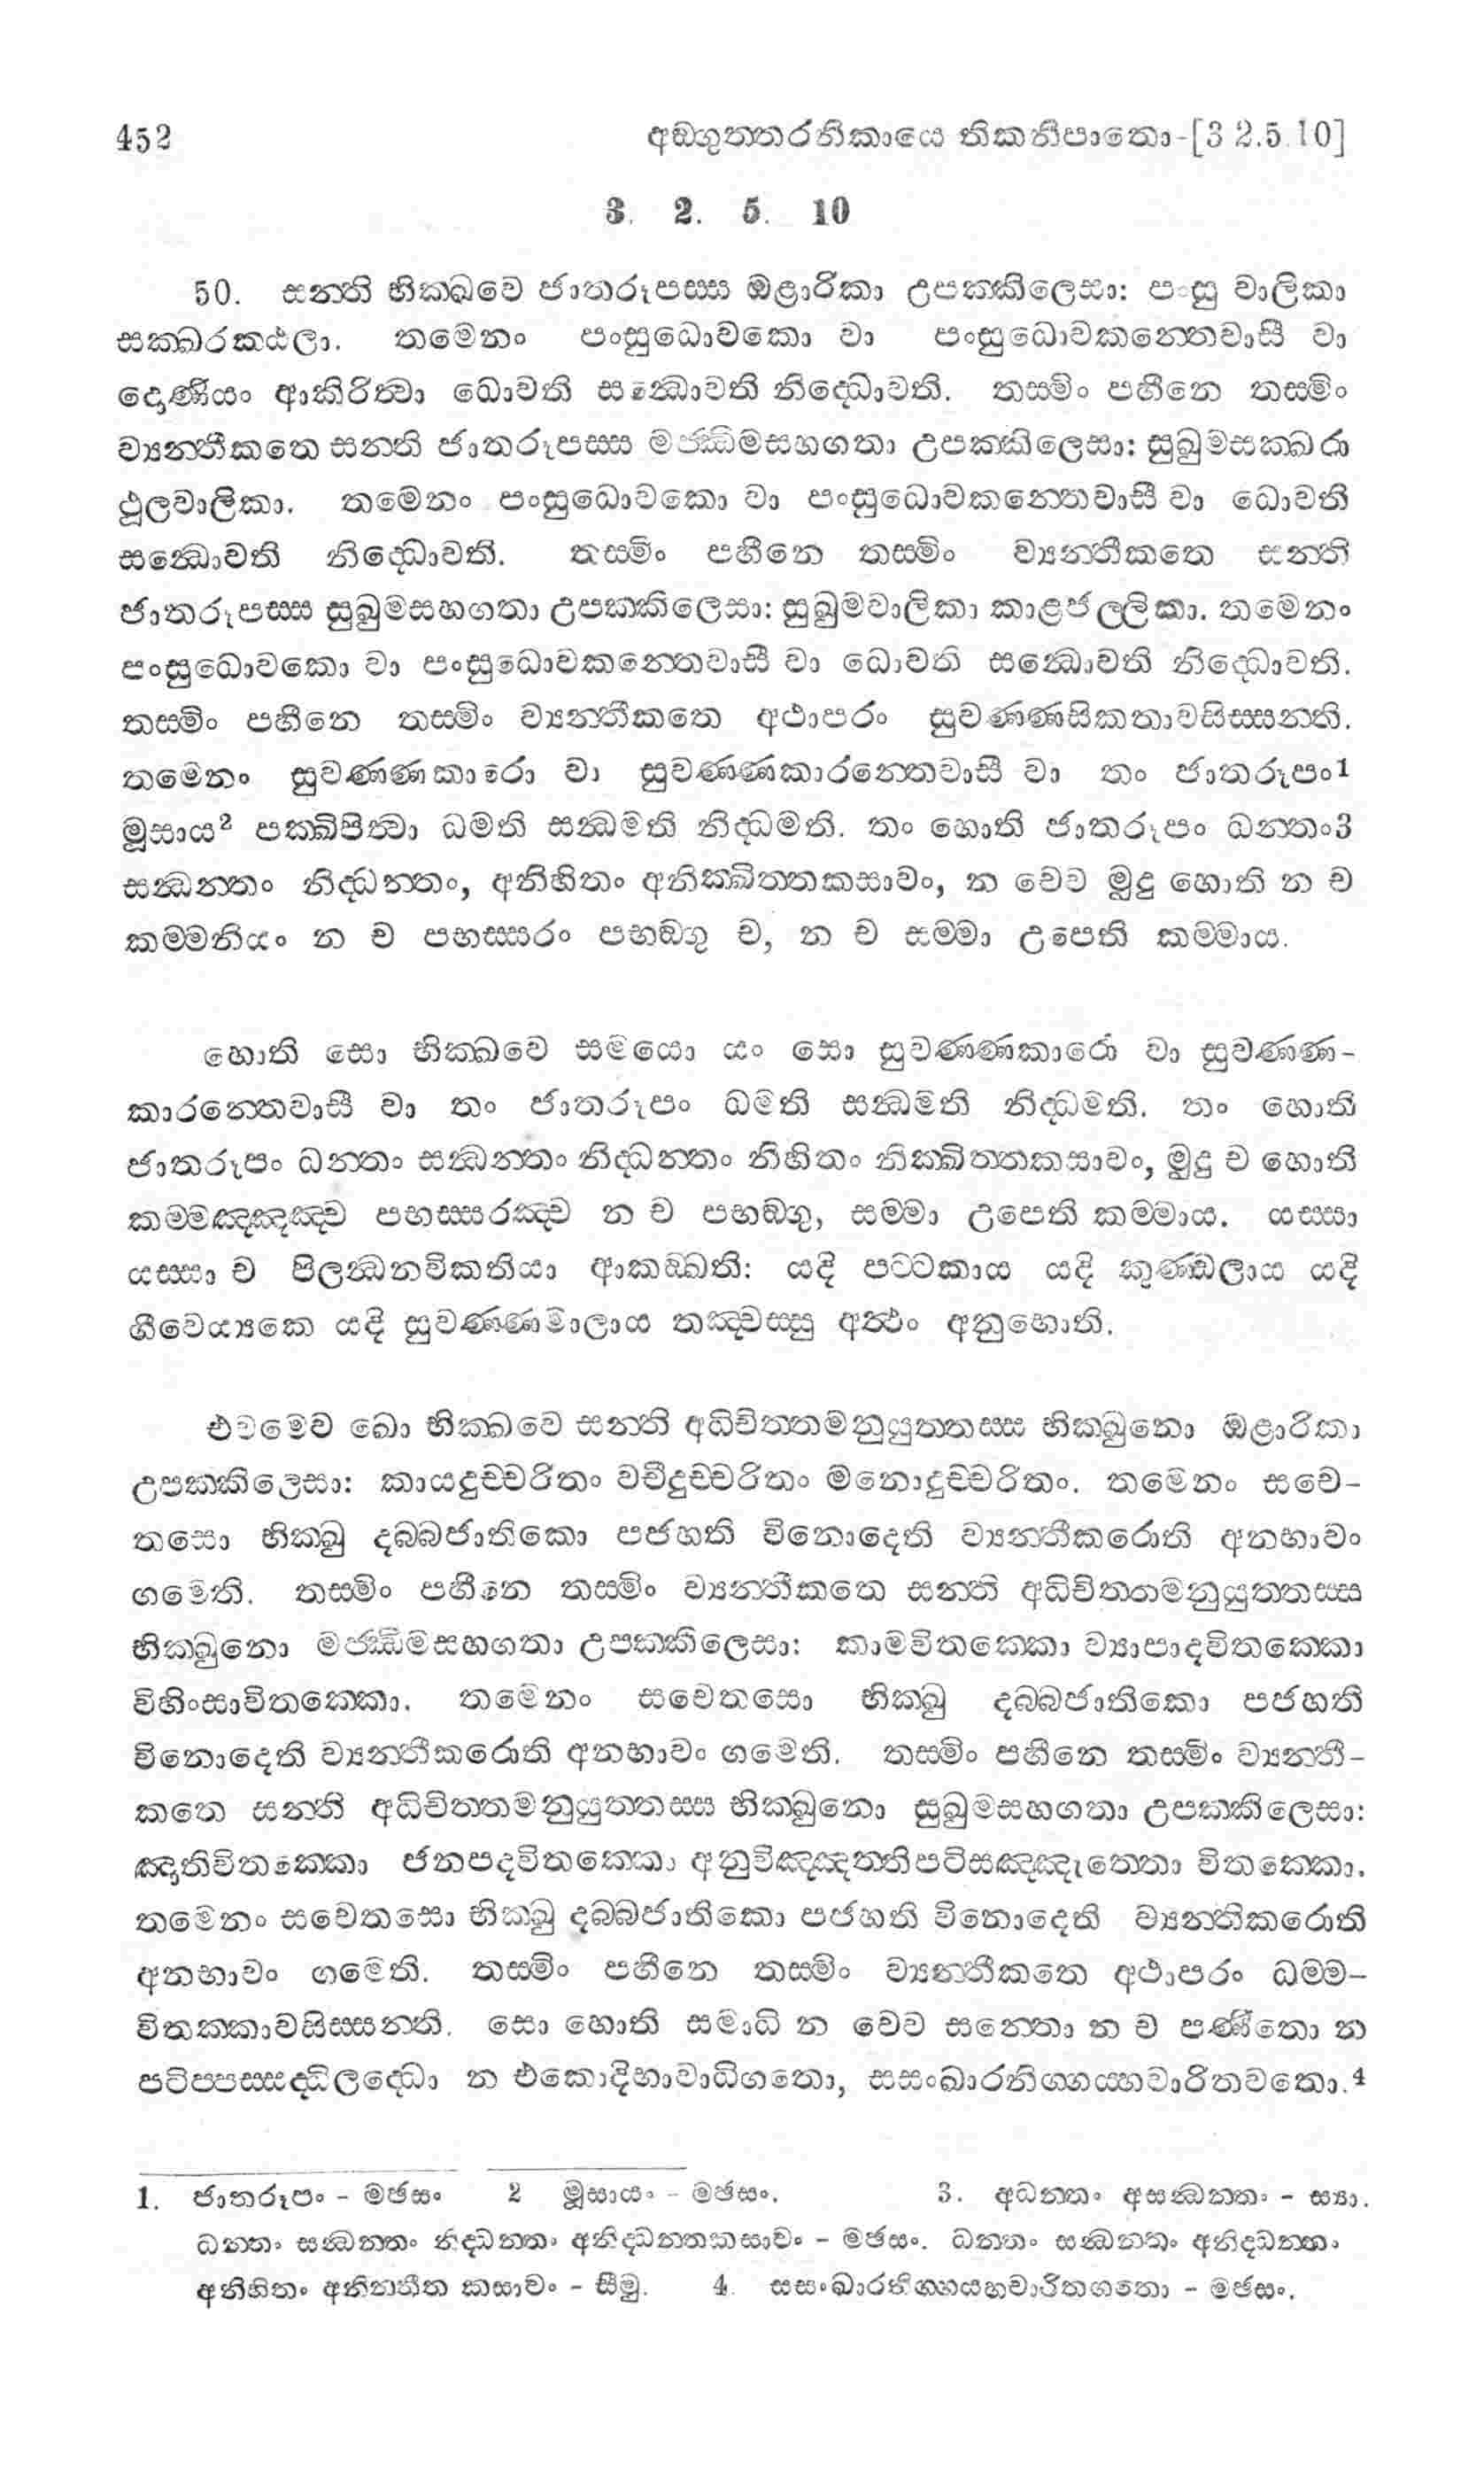 452 අඞ්ගුත්තරනිකායෙ තිකනිපාතො-[3 2.5.10]
3. 2. 5. 10
50. සන්ති භික්ඛවෙ ජාතරූපස්ස ඔළාරිකා උපක්කිලෙසා: පංසු වාලිකා
සක්ඛරකඨලා. තමෙනං පංසුධොවකො වා පංසුධොවකන්තෙවාසී වා
දොණියං ආකිරිත්වා ධොවති සන්ධොවති නිද්ධොවති. තස්මිං පහීනෙ තස්මිං
ව්‍යන්තීකතෙ සන්ති ජාතරූපස්ස මජ්ඣිමසහගතා උපක්කිලෙසා: සුඛුමසක්ඛරා
ථූලවාලිකා. තමෙනං පංසුධොවකො වා පංසුධොවකන්තෙවාසී වා ධොවති
සන්ධොවති නිද්ධොවති. තස්මිං පහීනෙ තස්මිං ව්‍යන්තීකතෙ සන්ති
ජාතරූපස්ස සුඛුමසහගතා උපක්කිලෙසා: සුඛුමවාලිකා කාළජල්ලිකා. තමෙනං
පංසුධොවකො වා පංසුධොවකන්තෙවාසී වා ධොවති සන්ධොවති නිද්ධොවති.
තස්මිං පහීනෙ තස්මිං ව්‍යන්තීකතෙ අථාපරං සුවණ්ණසිකතාවසිස්සන්ති.
තමෙනං සුවණ්ණකාරො වා සුවණ්ණකාරන්තෙවාසී වා තං ජාතරූපං1
මූසාය2 පක්ඛිපිත්වා ධමති සන්ධමති නිද්ධමති. තං හොති ජාතරූපං ධන්තං3
සන්ධන්තං නිද්ධන්තං, අනිහිතං අනික්ඛිත්තකසාවං, න චෙව මුදු හොති න ච
කම්මනියං න ච පභස්සරං පභඞ්ගු ච, න ච සම්මා උපෙති කම්මාය.
හොති සො භික්ඛවෙ සමයො යං සො සුවණ්ණකාරො වා සුවණ්ණ-
කාරන්තෙවාසී වා තං ජාතරූපං ධමති සන්ධමති නිද්ධමති. තං හොති
ජාතරූපං ධන්තං සන්ධන්තං නිද්ධන්තං නිහිතං නික්ඛිත්තකසාවං, මුදු ච හොති
කම්මඤ්ඤඤ්ච පභස්සරඤ්ච න ච පභඞ්ගු, සම්මා උපෙති කම්මාය. යස්සා
යස්සා ච පිලන්ධනවිකතියා ආකඞ්ඛති: යදි පට්ටකාය යදි කුණ්ඩලාය යදි
ගීවෙය්‍යකෙ යදි සුවණ්ණමාලාය තඤ්චස්සු අත්ථං අනුභොති.
එවමෙව ඛො භික්ඛවෙ සන්ති අධිචිත්තමනුයුත්තස්ස භික්ඛුනො ඔළාරිකා
උපක්කිලෙසා: කායදුච්චරිතං වචීදුච්චරිතං මනොදුච්චරිතං. තමෙනං සචෙ-
තසො භික්ඛු දබ්බජාතිකො පජහති විනොදෙති ව්‍යන්තීකරොති අනභාවං
ගමෙති. තස්මිං පහීනෙ තස්මිං ව්‍යන්තීකතෙ සන්ති අධිචිත්තමනුයුත්තස්ස
භික්ඛුනො මජ්ඣිමසහගතා උපක්කිලෙසා: කාමවිතක්කො ව්‍යාපාදවිතක්කො
විහිංසාවිතක්කො. තමෙනං සචෙතසො භික්ඛු දබ්බජාතිකො පජහති
විනොදෙති ව්‍යන්තීකරොති අනභාවං ගමෙති. තස්මිං පහීනෙ තස්මිං ව්‍යන්තී-
කතෙ සන්ති අධිචිත්තමනුයුත්තස්ස භික්ඛුනො සුඛුමසහගතා උපක්කිලෙසා:
ඤාතිවිතක්කො ජනපදවිතක්කො අනුවිඤ්ඤත්තිපටිසඤ්ඤුත්තො විතක්කො.
තමෙනං සචෙතසො භික්ඛු දබ්බජාතිකො පජහති විනොදෙති ව්‍යන්තිකරොති
අනභාවං ගමෙති. තස්මිං පහීනෙ තස්මිං ව්‍යන්තීකතෙ අථාපරං ධම්ම-
විතක්කාවසිස්සන්ති. සො හොති සමාධි න චෙව සන්තො න ච පණීතො න
පටිප්පස්සද්ධිලද්ධො න එකොදිභාවාධිගතො, සසංඛාරනිග්ගය්හවාරිතවතො.4
1. ජාතරූපං - මඡසං 2 මූසායං - මඡසං. 3. අධන්තං අසන්ධන්තං - ස්‍යා.
ධන්තං සන්ධන්තං නිද්ධන්තං අනිද්ධන්තකසාවං - මඡසං. ධන්තං සන්ධන්තං අනිද්ධන්තං
අනිහිතං අනින්නීත කසාවං - සීමු. 4. සසංඛාරනිග්ගය්හවාරිතගතො - මඡසං.